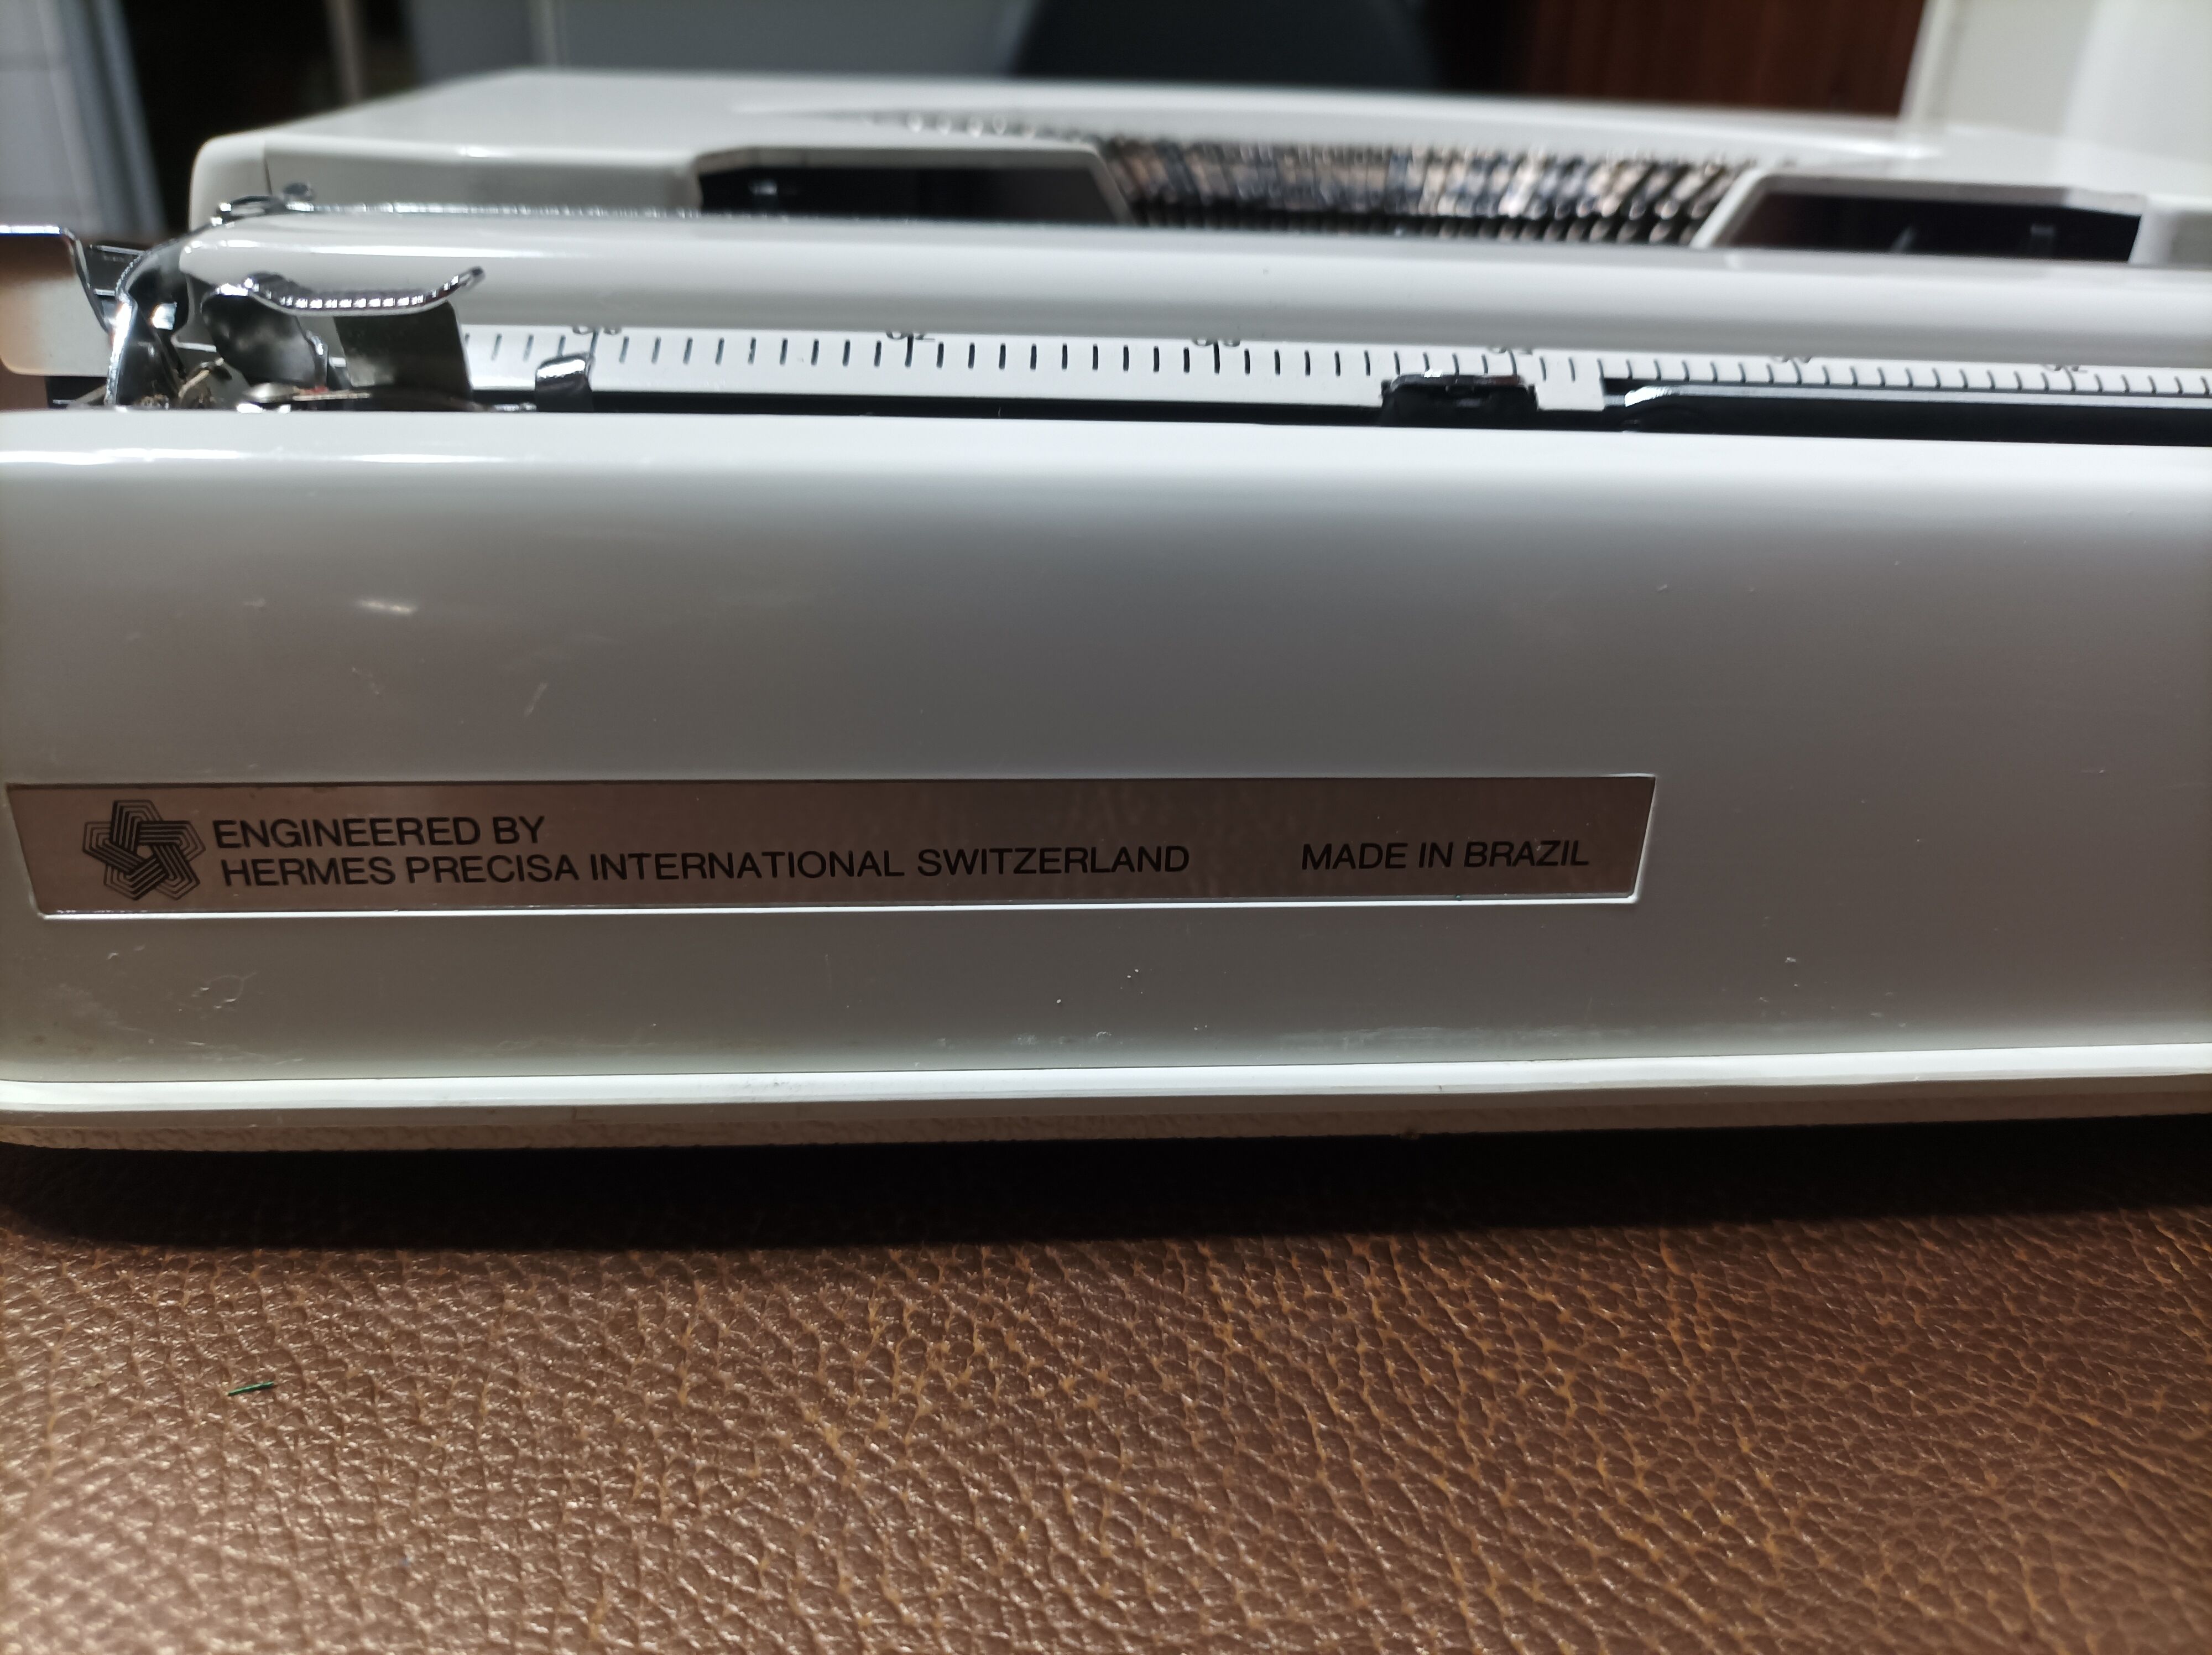 ENGINEERED BY
HERMES PRECISA INTERNATIONAL SWITZERLAND
MADE IN BRAZIL